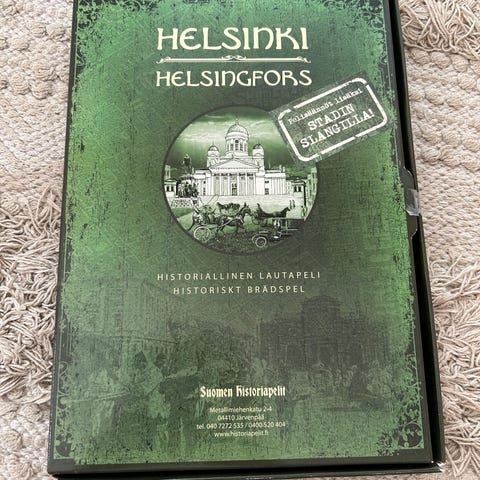 HELSINKI
HELSINGFORS
Pelisäännöt lisäksi
STADIN
SLANGILLA!
HISTORIALLINEN LAUTAPELI
HISTORISKT BRÄDSPEL
Suomen Historiapelit
Metallimiehenkatu 2-4
04410 Järvenpää
tel. 040 7272 535 / 0400 520 404
www.historiapelit.fi